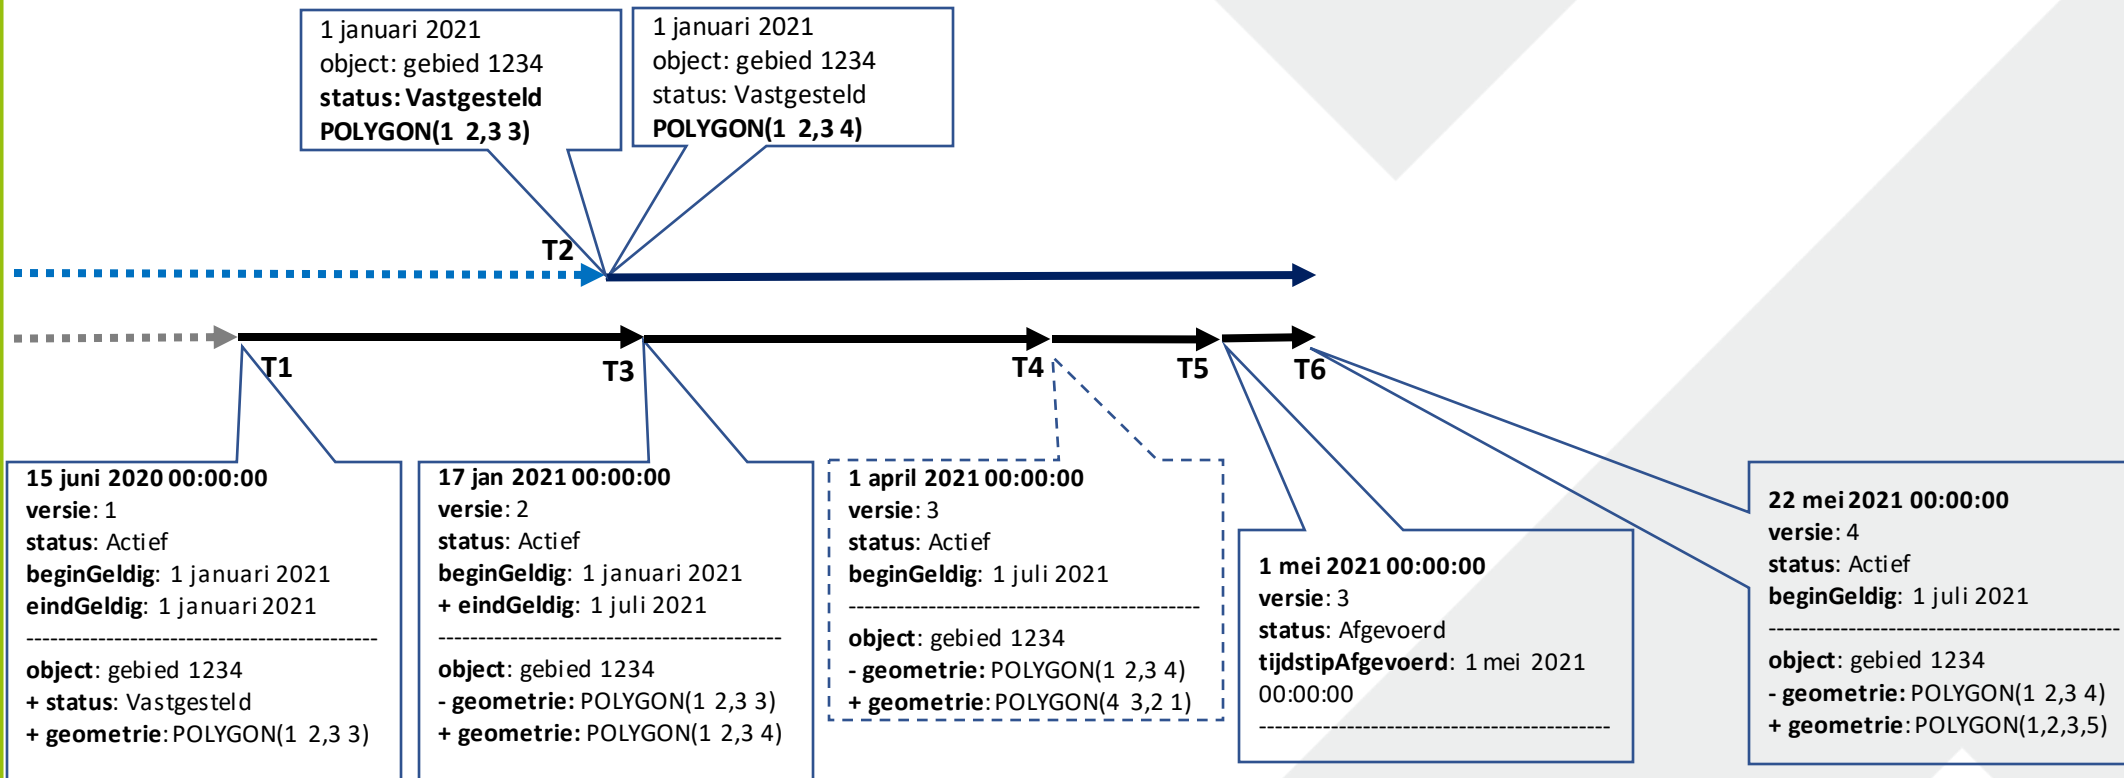 1 januari 2021
object: gebied 1234
status: Vastgesteld
POLYGON(1 2,3 3)
1 januari 2021
object: gebied 1234
status: Vastgesteld
POLYGON(1 2,3 4)
T2
T1
T3
T4
T5
T6
15 juni 2020 00:00:00
versie: 1
status: Actief
beginGeldig: 1 januari 2021
eindGeldig: 1 januari 2021
--------------------------------------------
object: gebied 1234
+ status: Vastgesteld
+ geometrie: POLYGON(1 2,3 3)
17 jan 2021 00:00:00
versie: 2
status: Actief
beginGeldig: 1 januari 2021
+ eindGeldig: 1 juli 2021
-------------------------------------------
object: gebied 1234
- geometrie: POLYGON(1 2,3 3)
+ geometrie: POLYGON(1 2,3 4)
1 april 2021 00:00:00
versie: 3
status: Actief
beginGeldig: 1 juli 2021
--------------------------------------------
object: gebied 1234
- geometrie: POLYGON(1 2,3 4)
+ geometrie: POLYGON(4 3,2 1)
1 mei 2021 00:00:00
versie: 3
status: Afgevoerd
tijdstipAfgevoerd: 1 mei 2021
00:00:00
--------------------------------------------
22 mei 2021 00:00:00
versie: 4
status: Actief
beginGeldig: 1 juli 2021
--------------------------------------------
object: gebied 1234
- geometrie: POLYGON(1 2,3 4)
+ geometrie: POLYGON(1,2,3,5)